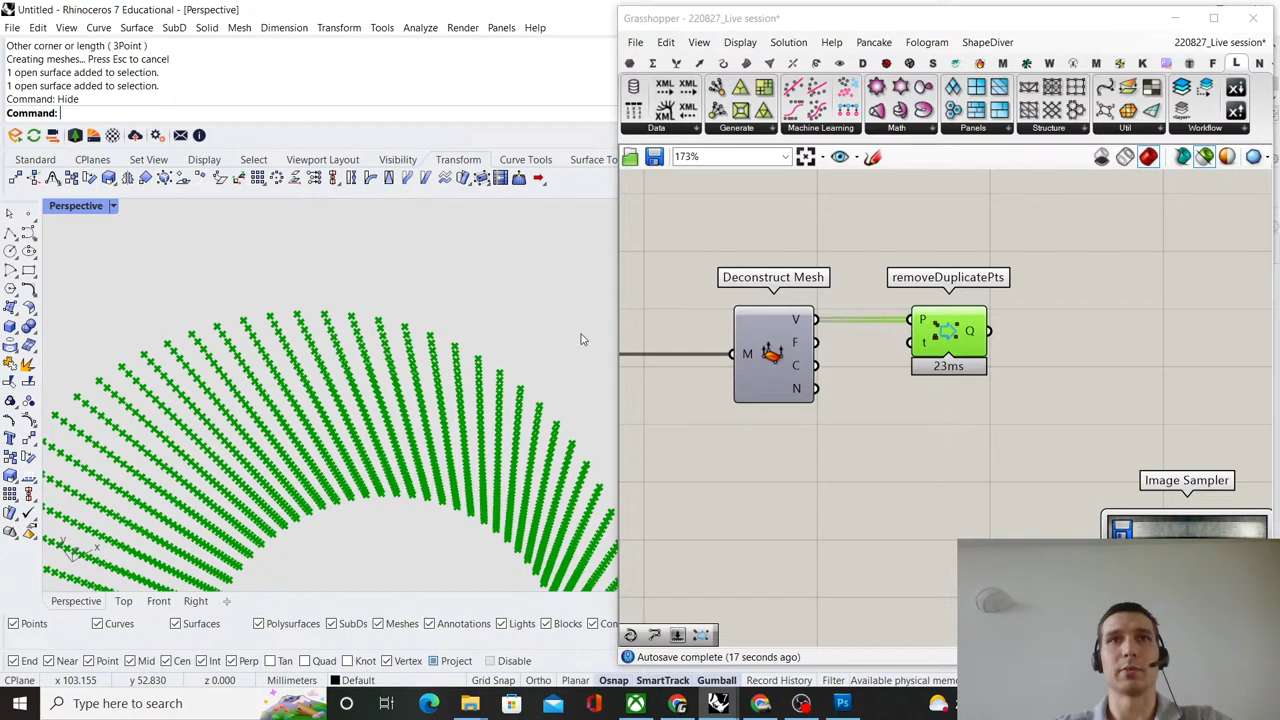 Untitled - Rhinoceros 7 Educational - [Perspective]
File Edit View Curve Surface SubD Solid Mesh Dimension Transform Tools Analyze Render Panels Help
Other corner or length ( 3Point )
Creating meshes... Press Esc to cancel
1 open surface added to selection.
1 open surface added to selection.
Command: Hide
Command:
Standard CPlanes Set View Display Select Viewport Layout Visibility Transform Curve Tools Surface To
Perspective
y x
Perspective Top Front Right
Points Curves Surfaces Polysurfaces SubDs Meshes Annotations Lights Blocks Con
End Near Point Mid Cen Int Perp Tan Quad Knot Vertex Project Disable
CPlane x 103.155 y 52.830 z 0.000 Millimeters Default Grid Snap Ortho Planar Osnap SmartTrack Gumball Record History Filter Available physical memo
Grasshopper - 220827_Live session*
File Edit View Display Solution Help Pancake Fologram ShapeDiver 220827_Live session*
D M W M K T F L N
XML XML
XML
Data Generate Machine Learning Math Panels Structure Util Workflow
173%
Deconstruct Mesh
removeDuplicatePts
M V F C N
P t Q
23ms
Image Sampler
Autosave complete (17 seconds ago)
Type here to search
Ps